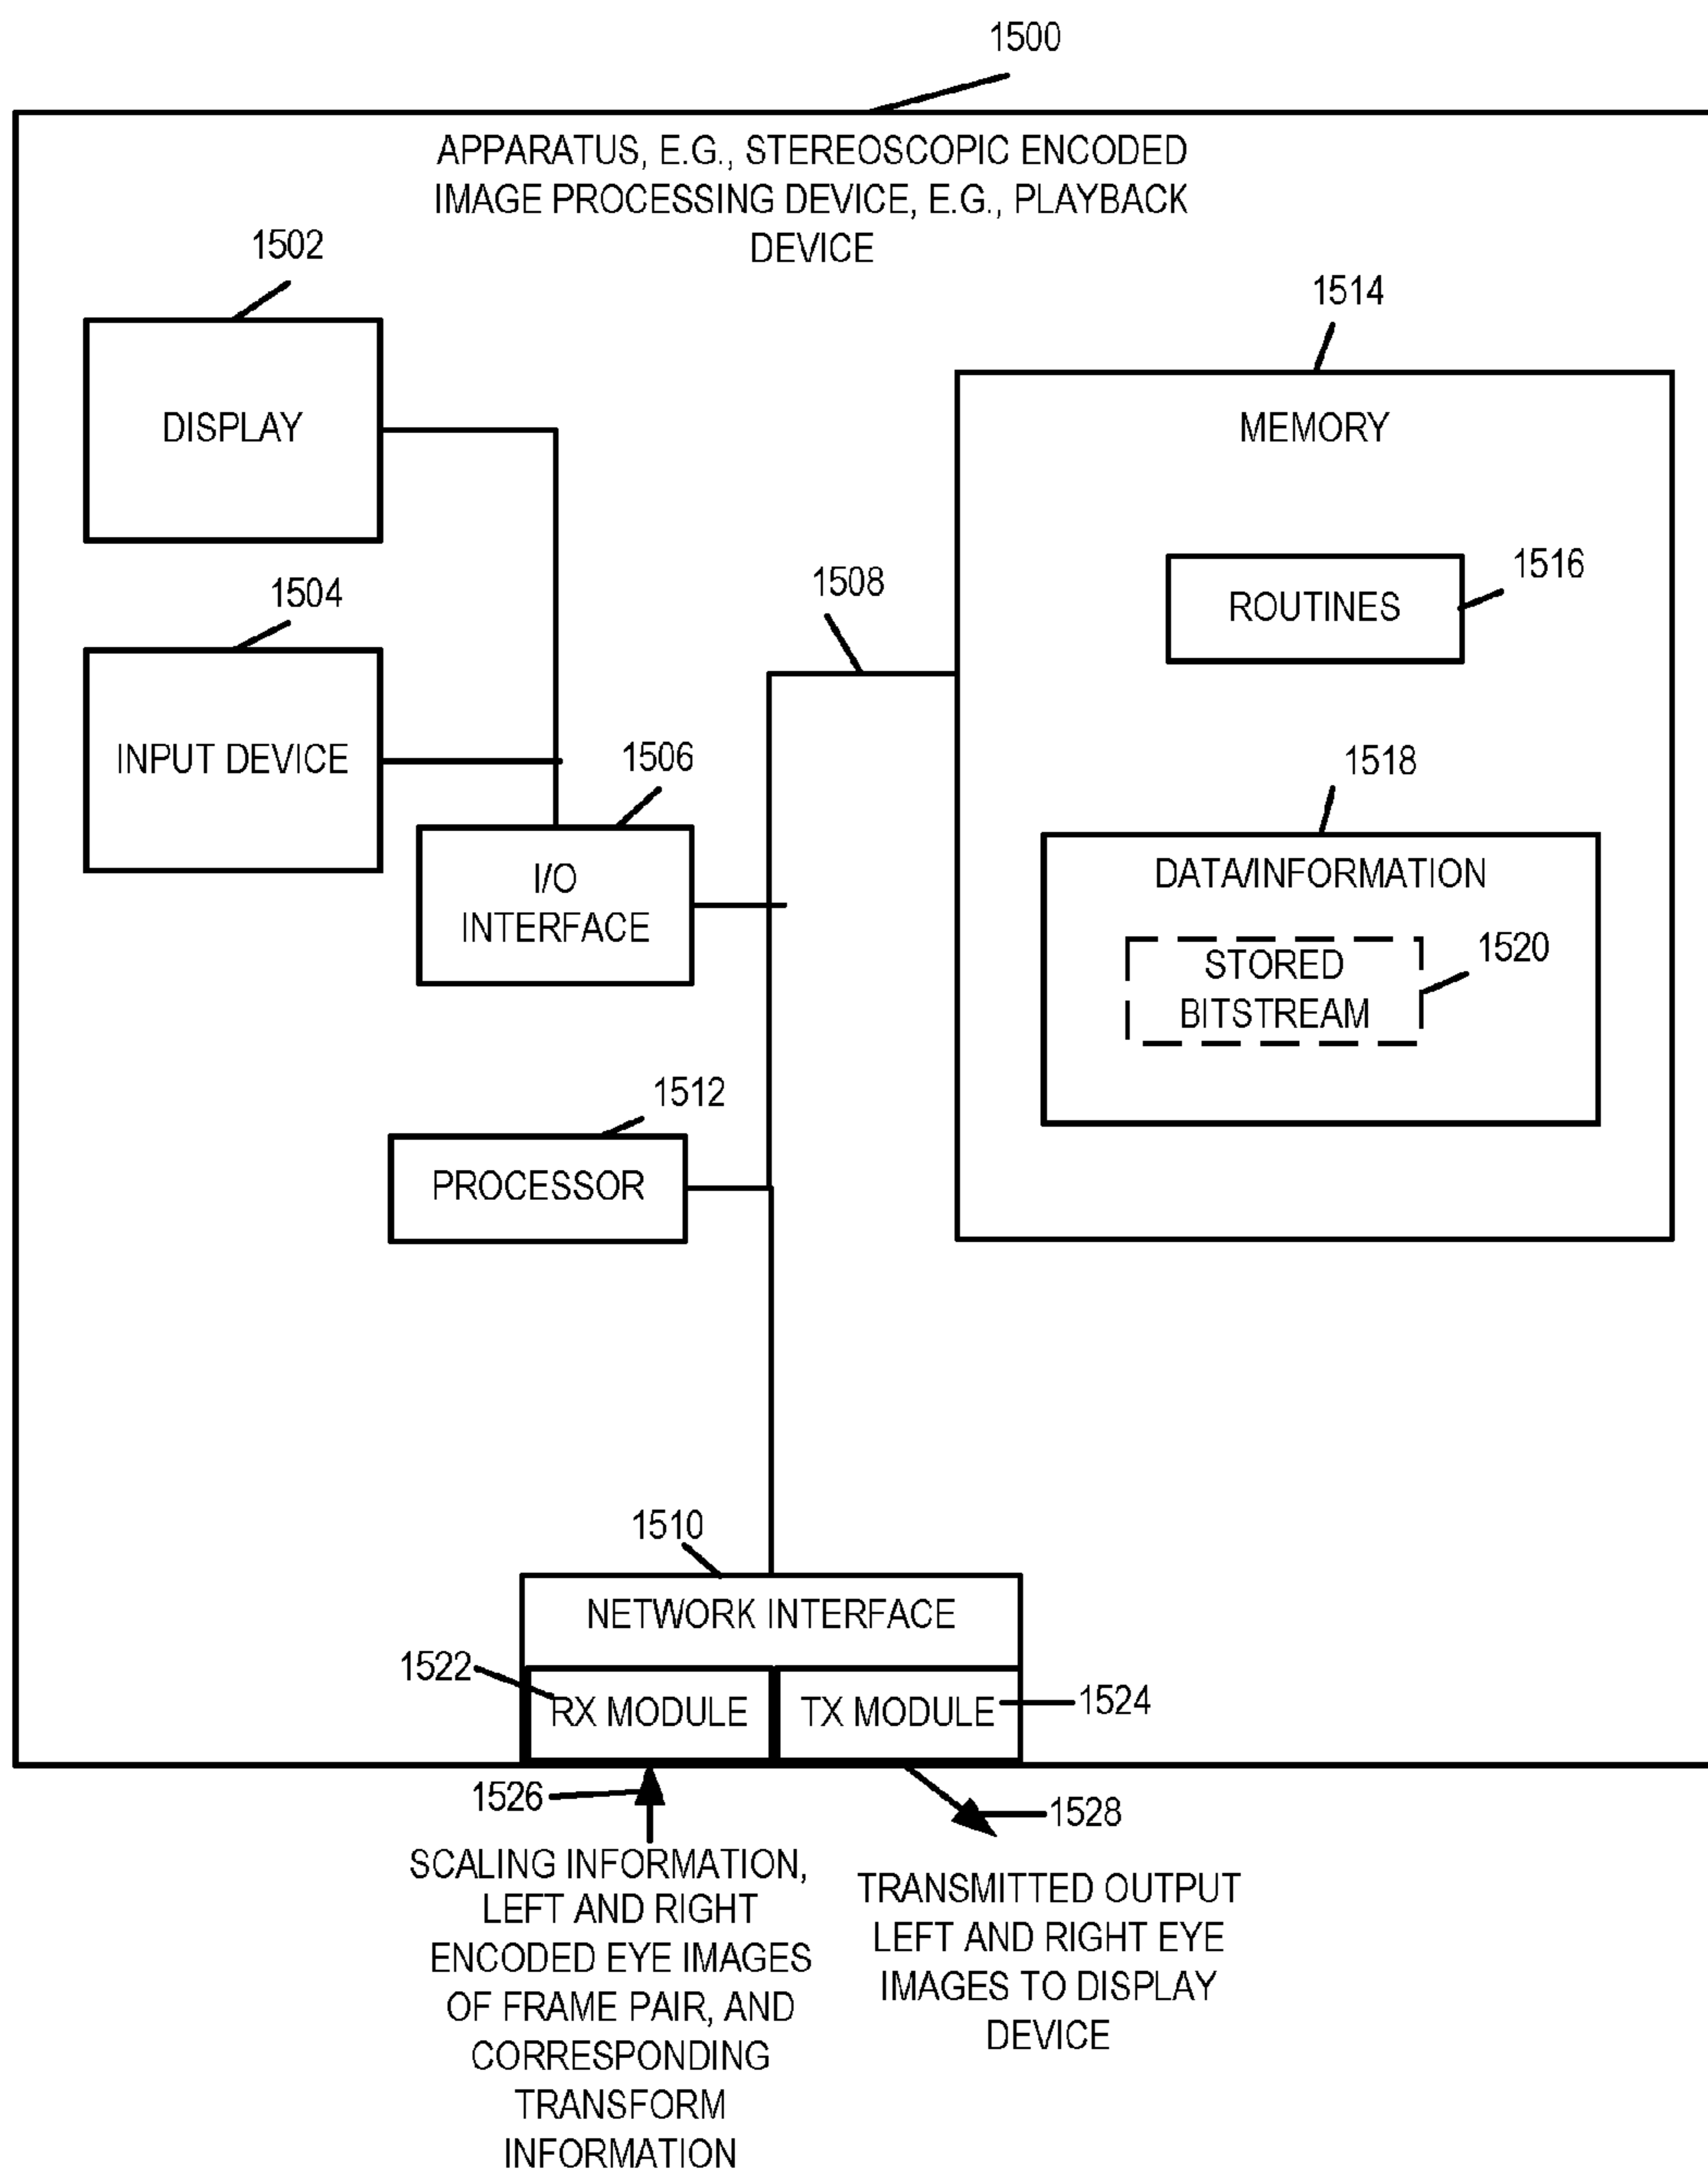 1500
APPARATUS, E.G., STEREOSCOPIC ENCODED
IMAGE PROCESSING DEVICE, E.G., PLAYBACK
DEVICE
1502
DISPLAY
1504
INPUT DEVICE
1506
I/O
INTERFACE
1508
1512
PROCESSOR
1514
MEMORY
1516
ROUTINES
1518
DATA/INFORMATION
1520
STORED
BITSTREAM
1510
NETWORK INTERFACE
1522
RX MODULE
TX MODULE
1524
1526
SCALING INFORMATION,
LEFT AND RIGHT
ENCODED EYE IMAGES
OF FRAME PAIR, AND
CORRESPONDING
TRANSFORM
INFORMATION
1528
TRANSMITTED OUTPUT
LEFT AND RIGHT EYE
IMAGES TO DISPLAY
DEVICE